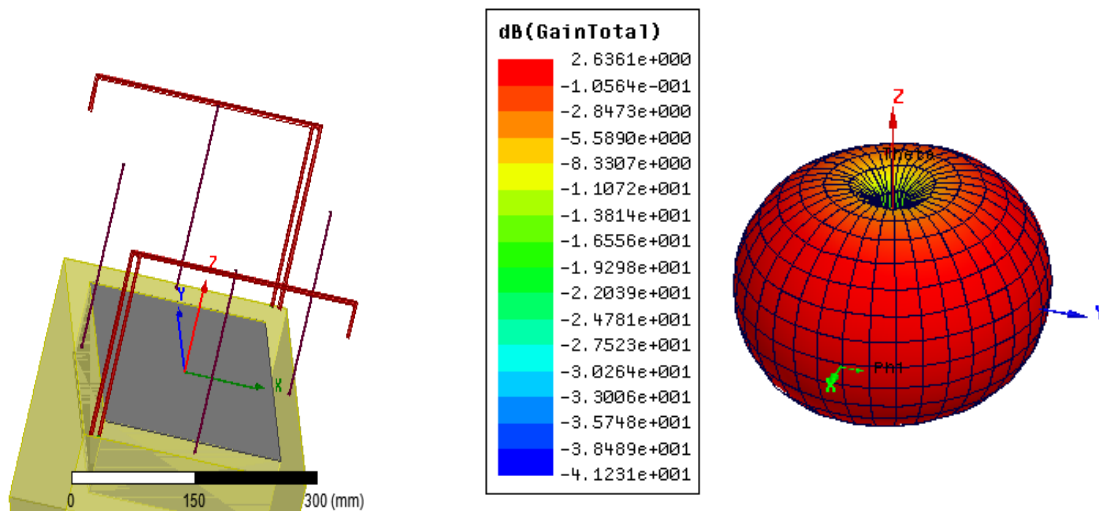 Z
Y
X
0
150
300 (mm)
dB(GainTotal)
2.6361e+000
-1.0564e-001
-2.8473e+000
-5.5890e+000
-8.3307e+000
-1.1072e+001
-1.3814e+001
-1.6556e+001
-1.9298e+001
-2.2039e+001
-2.4781e+001
-2.7523e+001
-3.0264e+001
-3.3006e+001
-3.5748e+001
-3.8489e+001
-4.1231e+001
Z
Theta
Y
Phi
X